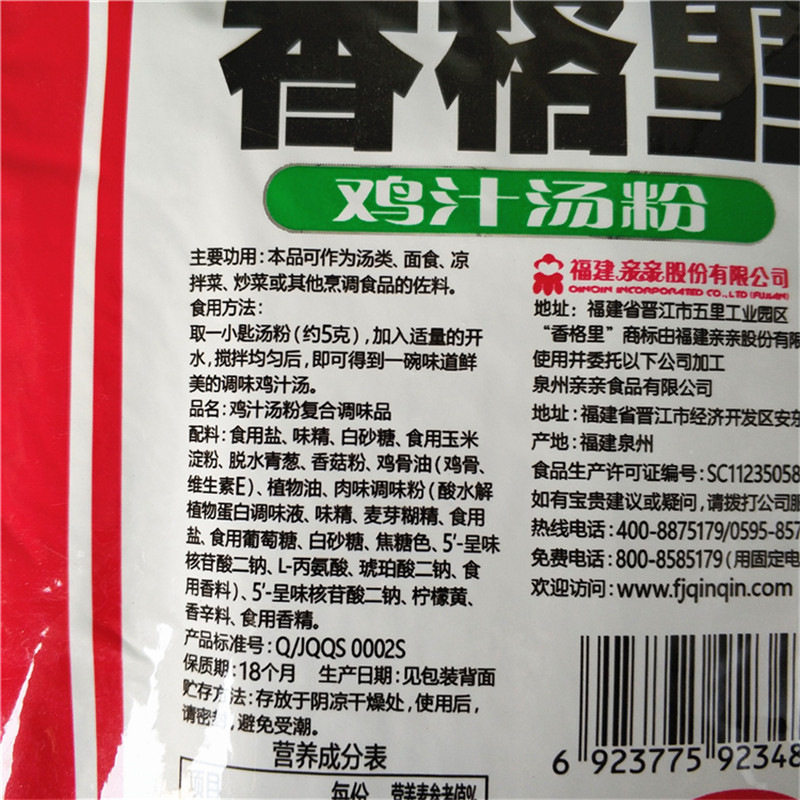 香格里
鸡汁汤粉
主要功用:本品可作为汤类、面食、凉
拌菜、炒菜或其他烹调食品的佐料。
食用方法:
取一小匙汤粉(约5克),加入适量的开
水,搅拌均匀后,即可得到一碗味道鲜
美的调味鸡汁汤。
品名:鸡汁汤粉复合调味品
配料:食用盐、味精、白砂糖、食用玉米
淀粉、脱水青葱、香菇粉、鸡骨油(鸡骨、
维生素E)、植物油、肉味调味粉(酸水解
植物蛋白调味液、味精、麦芽糊精、食用
盐、食用葡萄糖、白砂糖、焦糖色、5'-呈味
核苷酸二钠、L-丙氨酸、琥珀酸二钠、食
用香料)、5'-呈味核苷酸二钠、柠檬黄、
香辛料、食用香精。
产品标准号:Q/JQQS 0002S
保质期:18个月 生产日期:见包装背面
贮存方法:存放于阴凉干燥处,使用后,
请密封,避免受潮。
营养成分表
项目 每份 营养素参考值%
福建亲亲股份有限公司
QINQIN INCORPORATED CO.,LTD (FUJIAN)
地址:福建省晋江市五里工业园区
“香格里”商标由福建亲亲股份有限
使用并委托以下公司加工
泉州亲亲食品有限公司
地址:福建省晋江市经济开发区安东
产地:福建泉州
食品生产许可证编号:SC11235058
如有宝贵建议或疑问,请拨打公司服
热线电话:400-8875179/0595-857
免费电话:800-8585179(用固定电
欢迎访问:www.fjqinqin.com
6 923775 92348